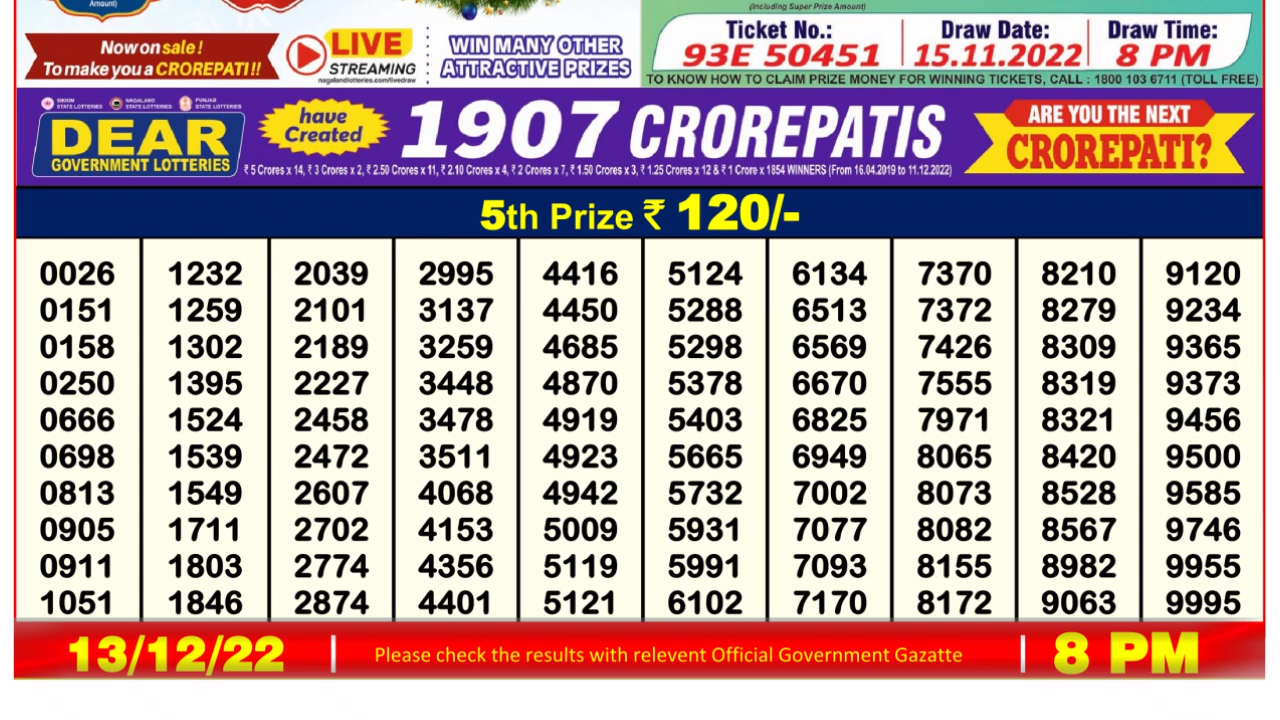 Amount)
(Including Super Prize Amount)
Now on sale!
To make you a CROREPATI!!
LIVE
STREAMING
nagalandlotteries.com/livedraw
WIN MANY OTHER
ATTRACTIVE PRIZES
Ticket No.:
93E 50451
Draw Date:
15.11.2022
Draw Time:
8 PM
TO KNOW HOW TO CLAIM PRIZE MONEY FOR WINNING TICKETS, CALL : 1800 103 6711 (TOLL FREE)
SIKKIM
STATE LOTTERIES
NAGALAND
STATE LOTTERIES
PUNJAB
STATE LOTTERIES
DEAR
GOVERNMENT LOTTERIES
have
Created
1907 CROREPATIS
₹ 5 Crores x 14, ₹ 3 Crores x 2, ₹ 2.50 Crores x 11, ₹ 2.10 Crores x 4, ₹ 2 Crores x 7, ₹ 1.50 Crores x 3, ₹ 1.25 Crores x 12 & ₹ 1 Crore x 1854 WINNERS (From 16.04.2019 to 11.12.2022)
ARE YOU THE NEXT
CROREPATI?
5th Prize ₹ 120/-
0026 1232 2039 2995 4416 5124 6134 7370 8210 9120
0151 1259 2101 3137 4450 5288 6513 7372 8279 9234
0158 1302 2189 3259 4685 5298 6569 7426 8309 9365
0250 1395 2227 3448 4870 5378 6670 7555 8319 9373
0666 1524 2458 3478 4919 5403 6825 7971 8321 9456
0698 1539 2472 3511 4923 5665 6949 8065 8420 9500
0813 1549 2607 4068 4942 5732 7002 8073 8528 9585
0905 1711 2702 4153 5009 5931 7077 8082 8567 9746
0911 1803 2774 4356 5119 5991 7093 8155 8982 9955
1051 1846 2874 4401 5121 6102 7170 8172 9063 9995
13/12/22
Please check the results with relevent Official Government Gazatte
8 PM